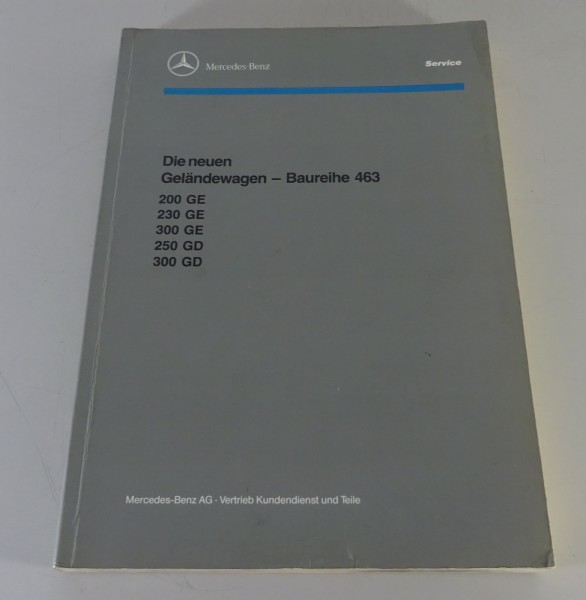 Mercedes-Benz
Service
Die neuen
Geländewagen – Baureihe 463
200 GE
230 GE
300 GE
250 GD
300 GD
Mercedes-Benz AG · Vertrieb Kundendienst und Teile